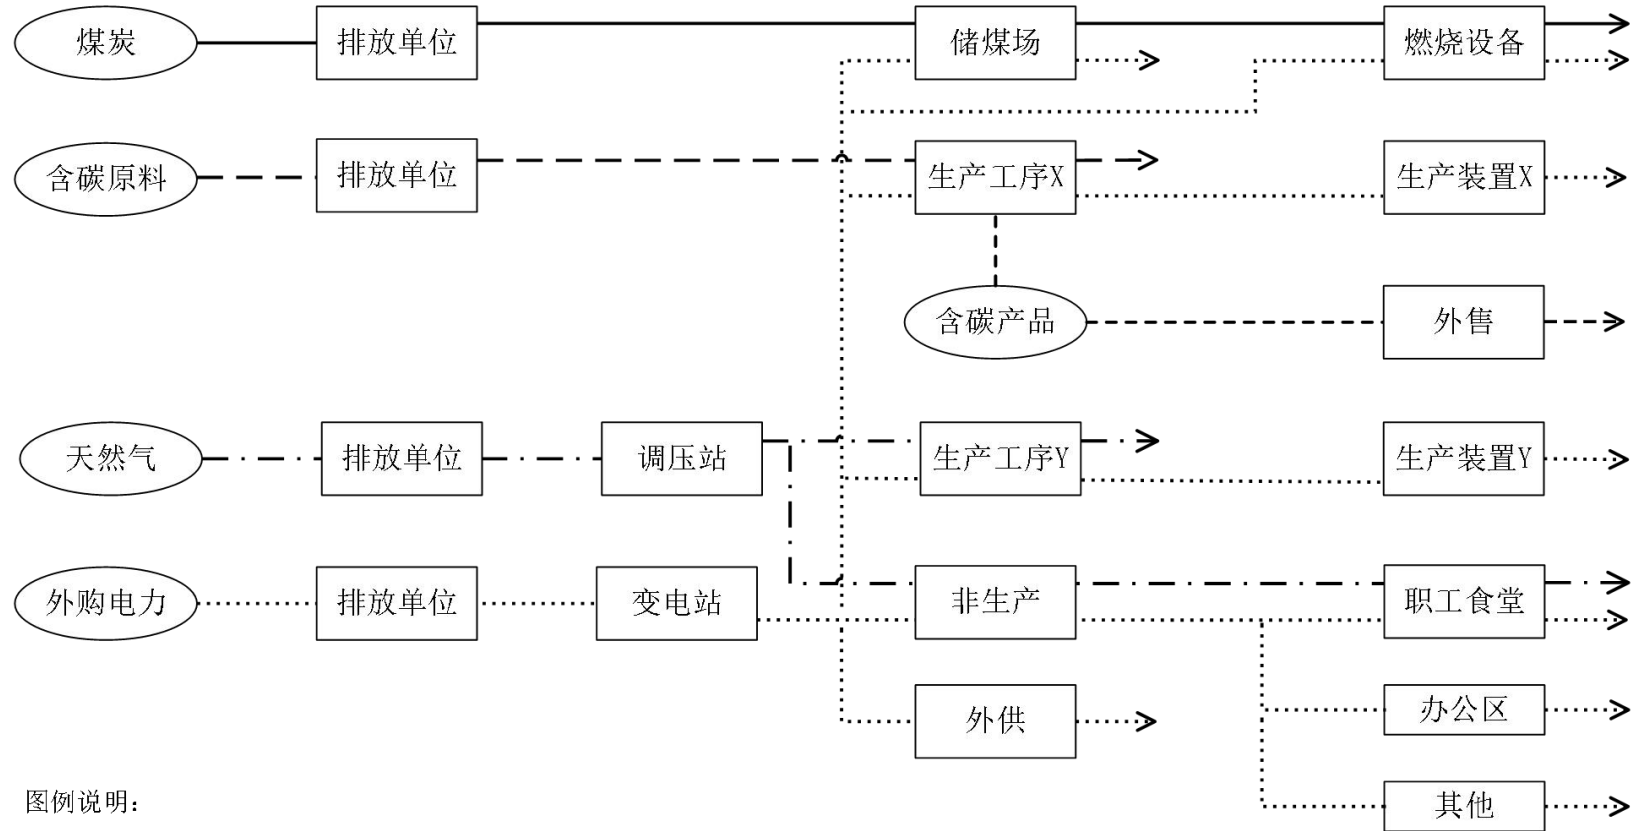 煤炭
排放单位
储煤场
燃烧设备
含碳原料
排放单位
生产工序X
生产装置X
含碳产品
外售
天然气
排放单位
调压站
生产工序Y
生产装置Y
外购电力
排放单位
变电站
非生产
职工食堂
外供
办公区
图例说明：
其他